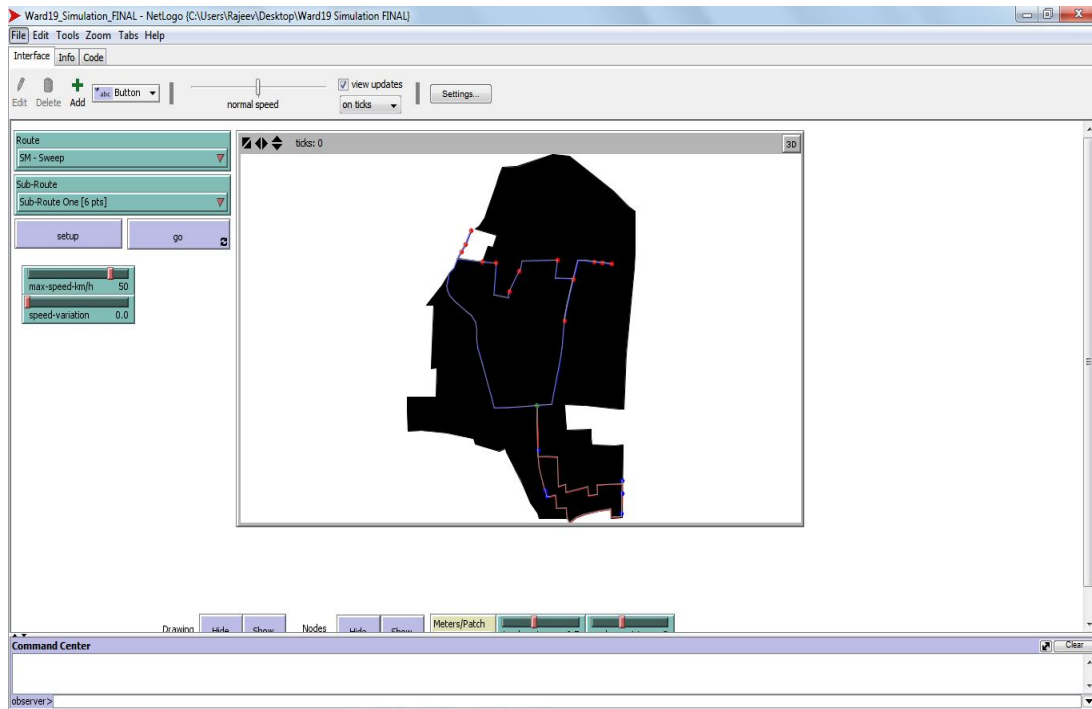 Ward19_Simulation_FINAL - NetLogo {C:\Users\Rajeev\Desktop\Ward19 Simulation FINAL}
File Edit Tools Zoom Tabs Help
Interface Info Code
Edit Delete Add abc Button normal speed view updates on ticks Settings...
Route
SM - Sweep
Sub-Route
Sub-Route One [6 pts]
setup go
max-speed-km/h 50
speed-variation 0.0
ticks: 0 3D
Drawing Hide Show Nodes Hide Show Meters/Patch
Command Center Clear
observer>